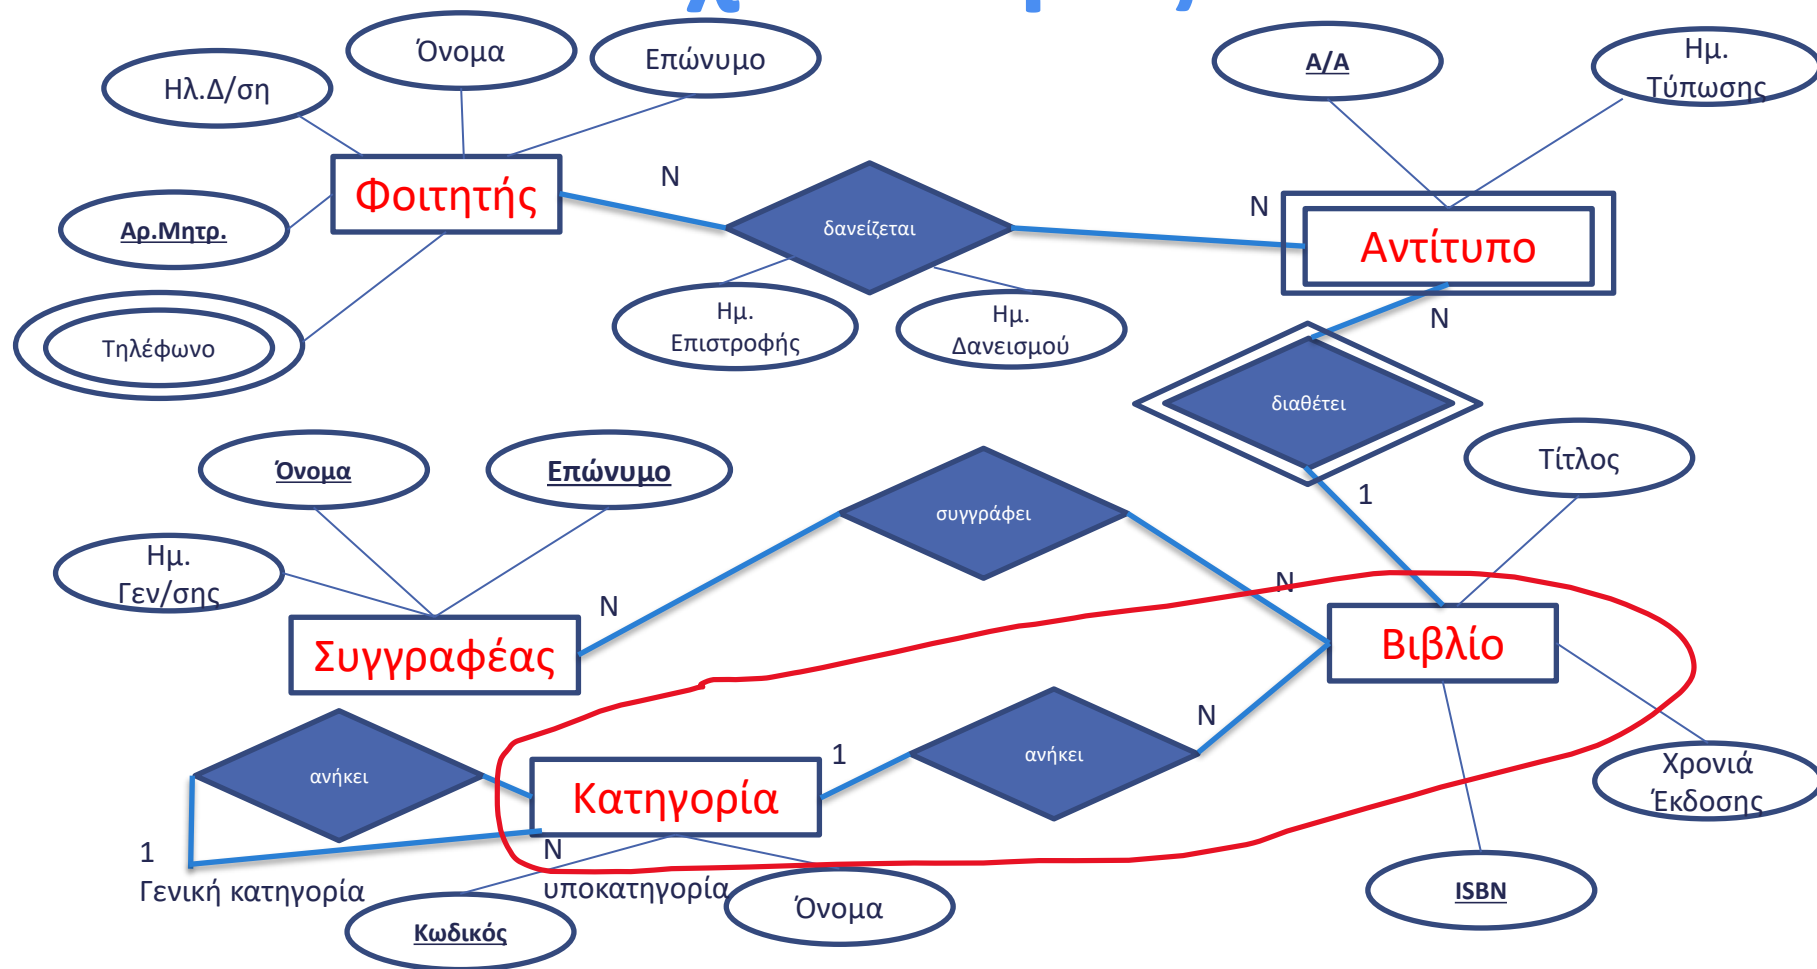 Όνομα
Επώνυμο
Ηλ.Δ/ση
Α/Α
Ημ.
Τύπωσης
Φοιτητής
Ν
δανείζεται
Ν
Αντίτυπο
Αρ.Μητρ.
Τηλέφωνο
Ημ.
Επιστροφής
Ημ.
Δανεισμού
Ν
διαθέτει
1
Τίτλος
Όνομα
Επώνυμο
Ημ.
Γεν/σης
συγγράφει
Ν
Ν
Συγγραφέας
Βιβλίο
ανήκει
Κατηγορία
1
ανήκει
Ν
Χρονιά
Έκδοσης
1
Γενική κατηγορία
Ν
υποκατηγορία
Κωδικός
Όνομα
ISBN